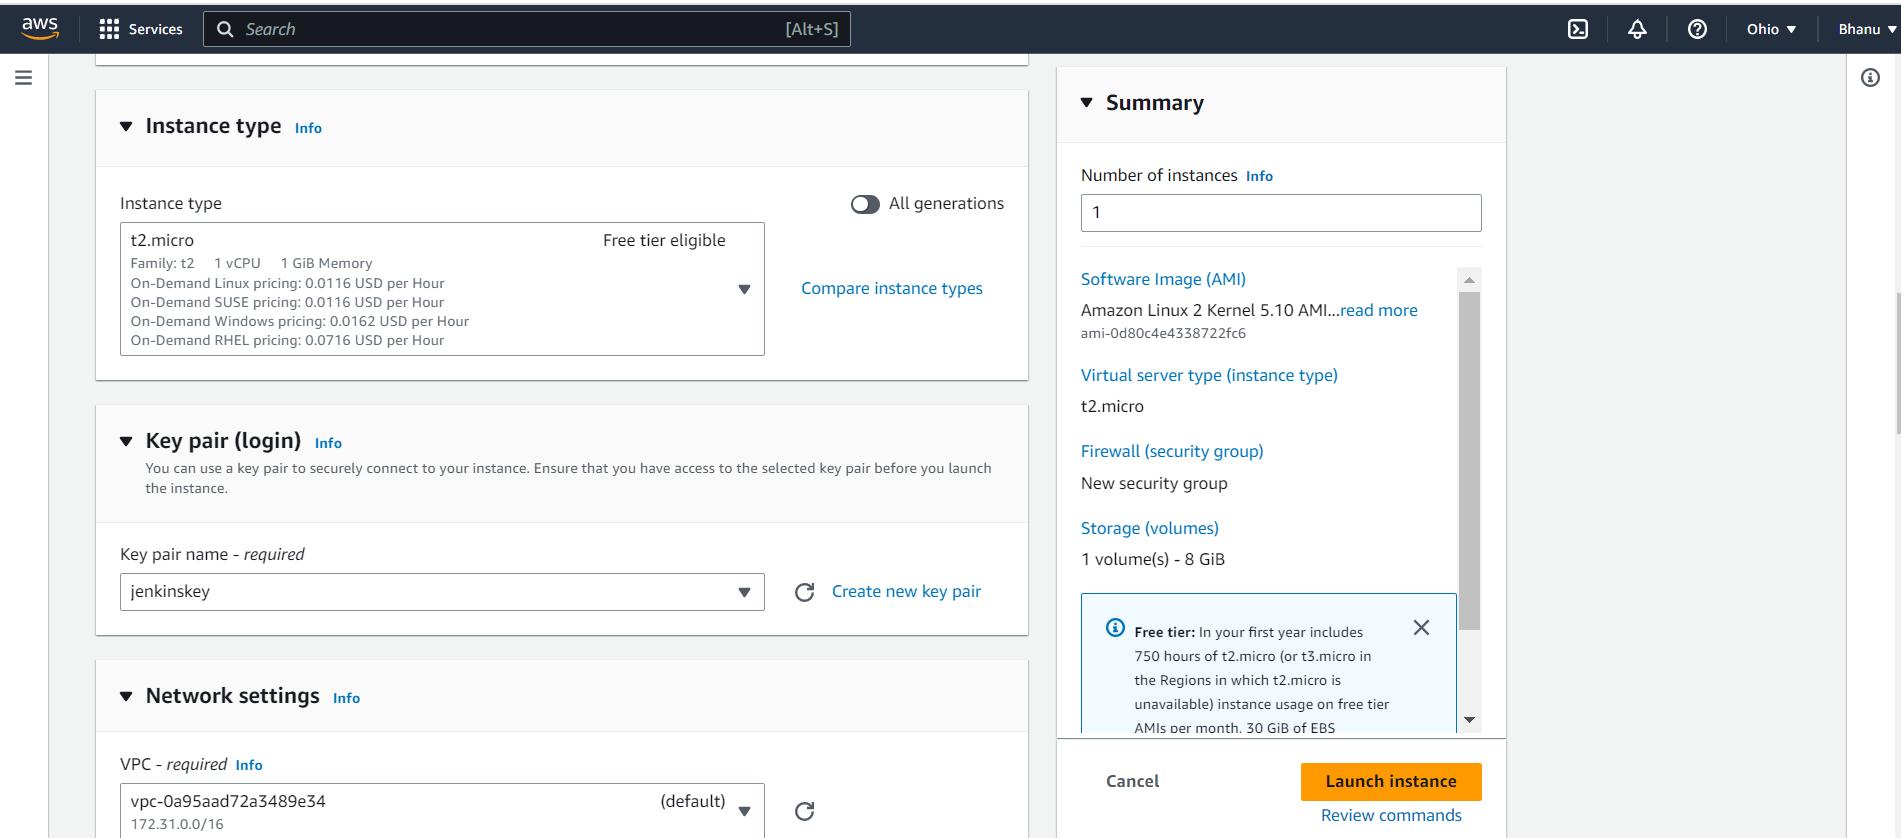 aws
Services
Search
[Alt+S]
Ohio
Bhanu
Instance type Info
Instance type
All generations
t2.micro Free tier eligible
Family: t2 1 vCPU 1 GiB Memory
On-Demand Linux pricing: 0.0116 USD per Hour
On-Demand SUSE pricing: 0.0116 USD per Hour
On-Demand Windows pricing: 0.0162 USD per Hour
On-Demand RHEL pricing: 0.0716 USD per Hour
Compare instance types
Key pair (login) Info
You can use a key pair to securely connect to your instance. Ensure that you have access to the selected key pair before you launch
the instance.
Key pair name - required
jenkinskey
Create new key pair
Network settings Info
VPC - required Info
vpc-0a95aad72a3489e34 (default)
172.31.0.0/16
Summary
Number of instances Info
1
Software Image (AMI)
Amazon Linux 2 Kernel 5.10 AMI...read more
ami-0d80c4e4338722fc6
Virtual server type (instance type)
t2.micro
Firewall (security group)
New security group
Storage (volumes)
1 volume(s) - 8 GiB
Free tier: In your first year includes
750 hours of t2.micro (or t3.micro in
the Regions in which t2.micro is
unavailable) instance usage on free tier
AMIs per month, 30 GiB of EBS
Cancel
Launch instance
Review commands